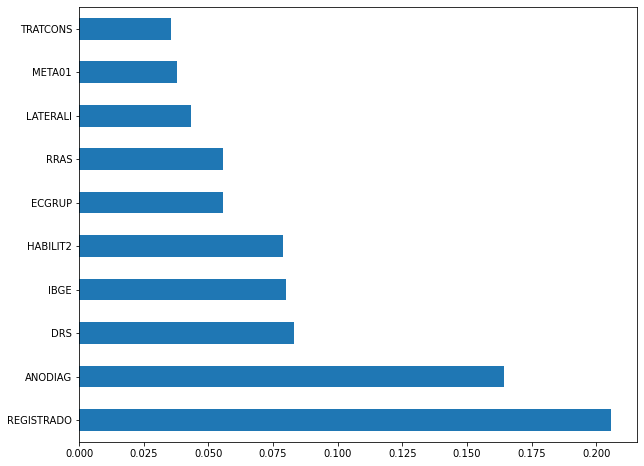 TRATCONS
META01
LATERALI
RRAS
ECGRUP
HABILIT2
IBGE
DRS
ANODIAG
REGISTRADO
0.000 0.025 0.050 0.075 0.100 0.125 0.150 0.175 0.200